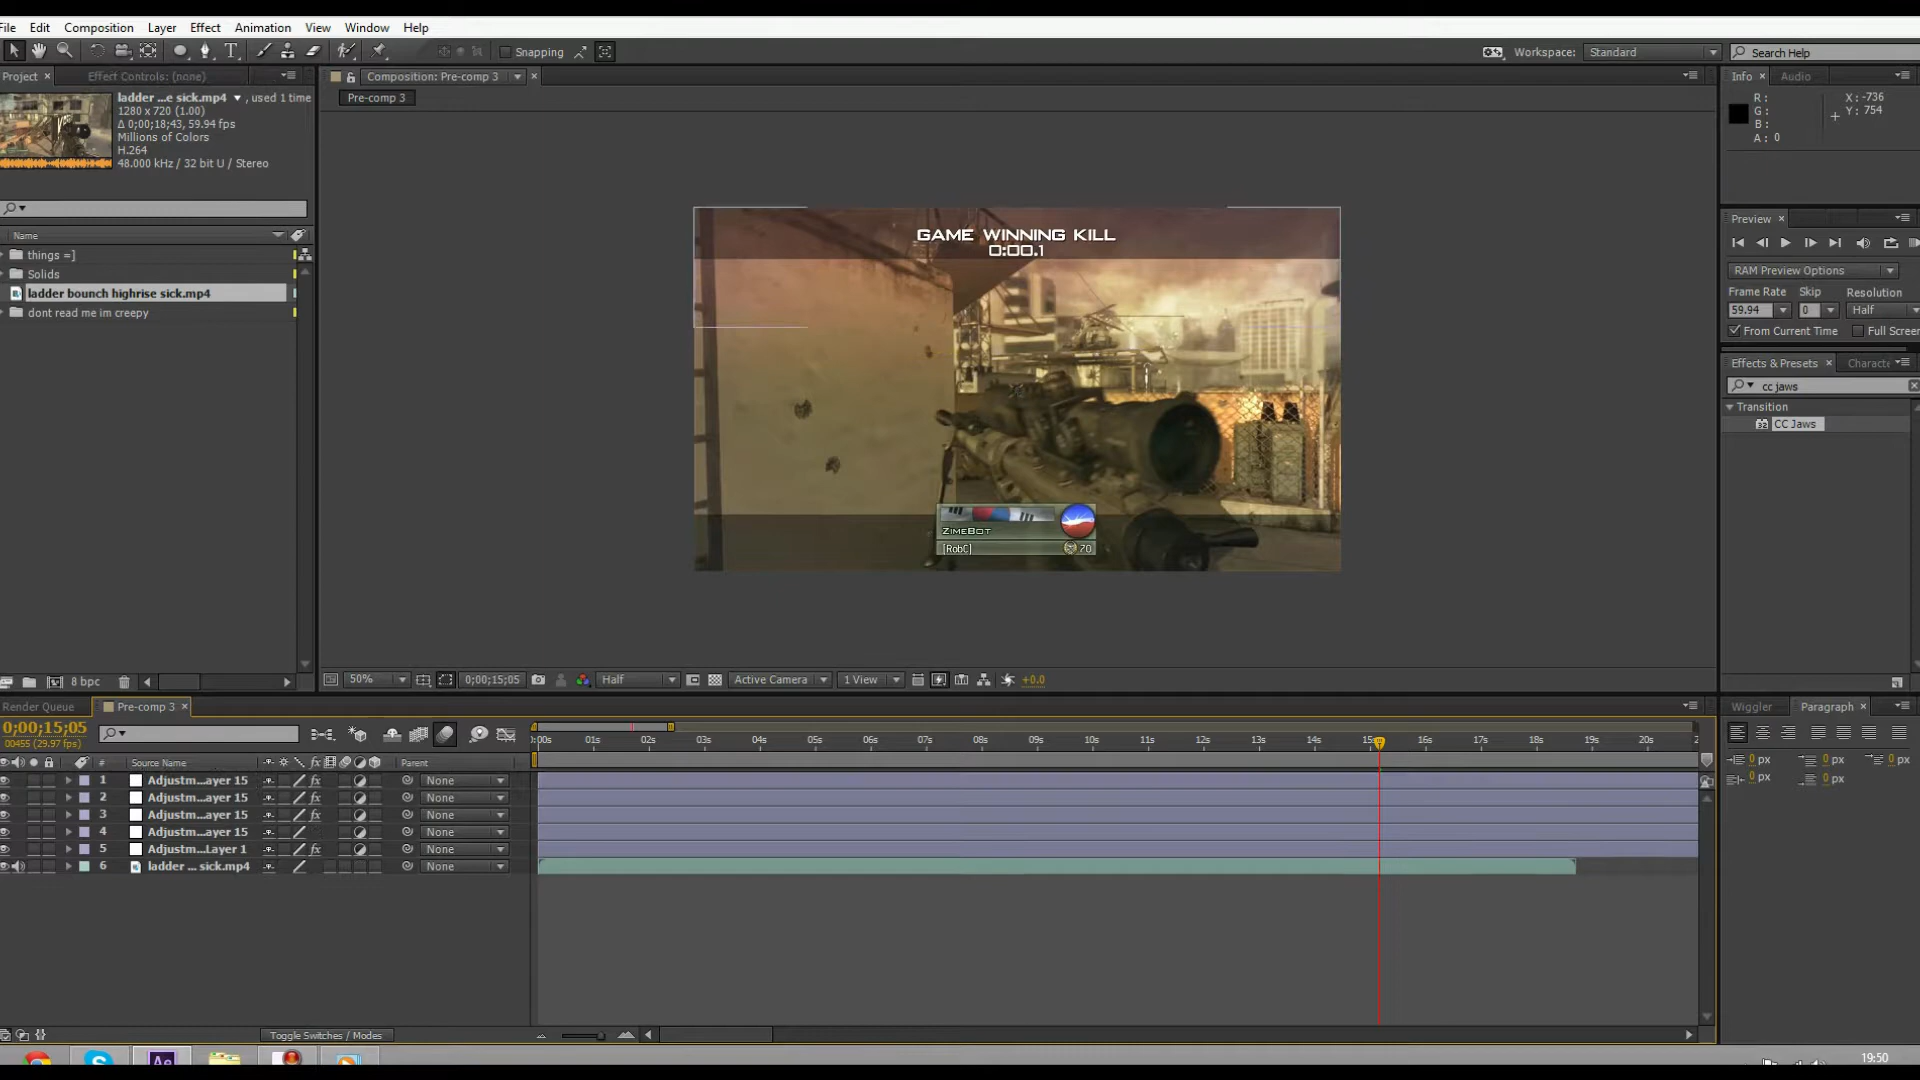 File Edit Composition Layer Effect Animation View Window Help
Snapping
Workspace: Standard
Search Help
Project
Effect Controls: (none)
Composition: Pre-comp 3
Info
Audio
ladder ...e sick.mp4 , used 1 time
1280 x 720 (1.00)
Δ 0;00;18;43, 59.94 fps
Millions of Colors
H.264
48.000 kHz / 32 bit U / Stereo
Pre-comp 3
R:
G:
B:
A: 0
X: -736
Y: 754
Name
things =]
Solids
ladder bounch highrise sick.mp4
dont read me im creepy
GAME WINNING KILL
0:00.1
ZimeBot
[RobC]
70
Preview
RAM Preview Options
Frame Rate Skip Resolution
59.94 0 Half
From Current Time Full Screen
Effects & Presets
Characte
cc jaws
Transition
32 CC Jaws
8 bpc
50%
0;00;15;05
Half
Active Camera
1 View
+0.0
Render Queue
Pre-comp 3
0;00;15;05
00455 (29.97 fps)
# Source Name
Parent
0:00s 01s 02s 03s 04s 05s 06s 07s 08s 09s 10s 11s 12s 13s 14s 15s 16s 17s 18s 19s 20s 2
1 Adjustm...ayer 15 fx None
2 Adjustm...ayer 15 fx None
3 Adjustm...ayer 15 fx None
4 Adjustm...ayer 15 None
5 Adjustm...Layer 1 fx None
6 ladder ... sick.mp4 None
Toggle Switches / Modes
Wiggler
Paragraph
0 px 0 px 0 px
0 px 0 px
Ae
19:50